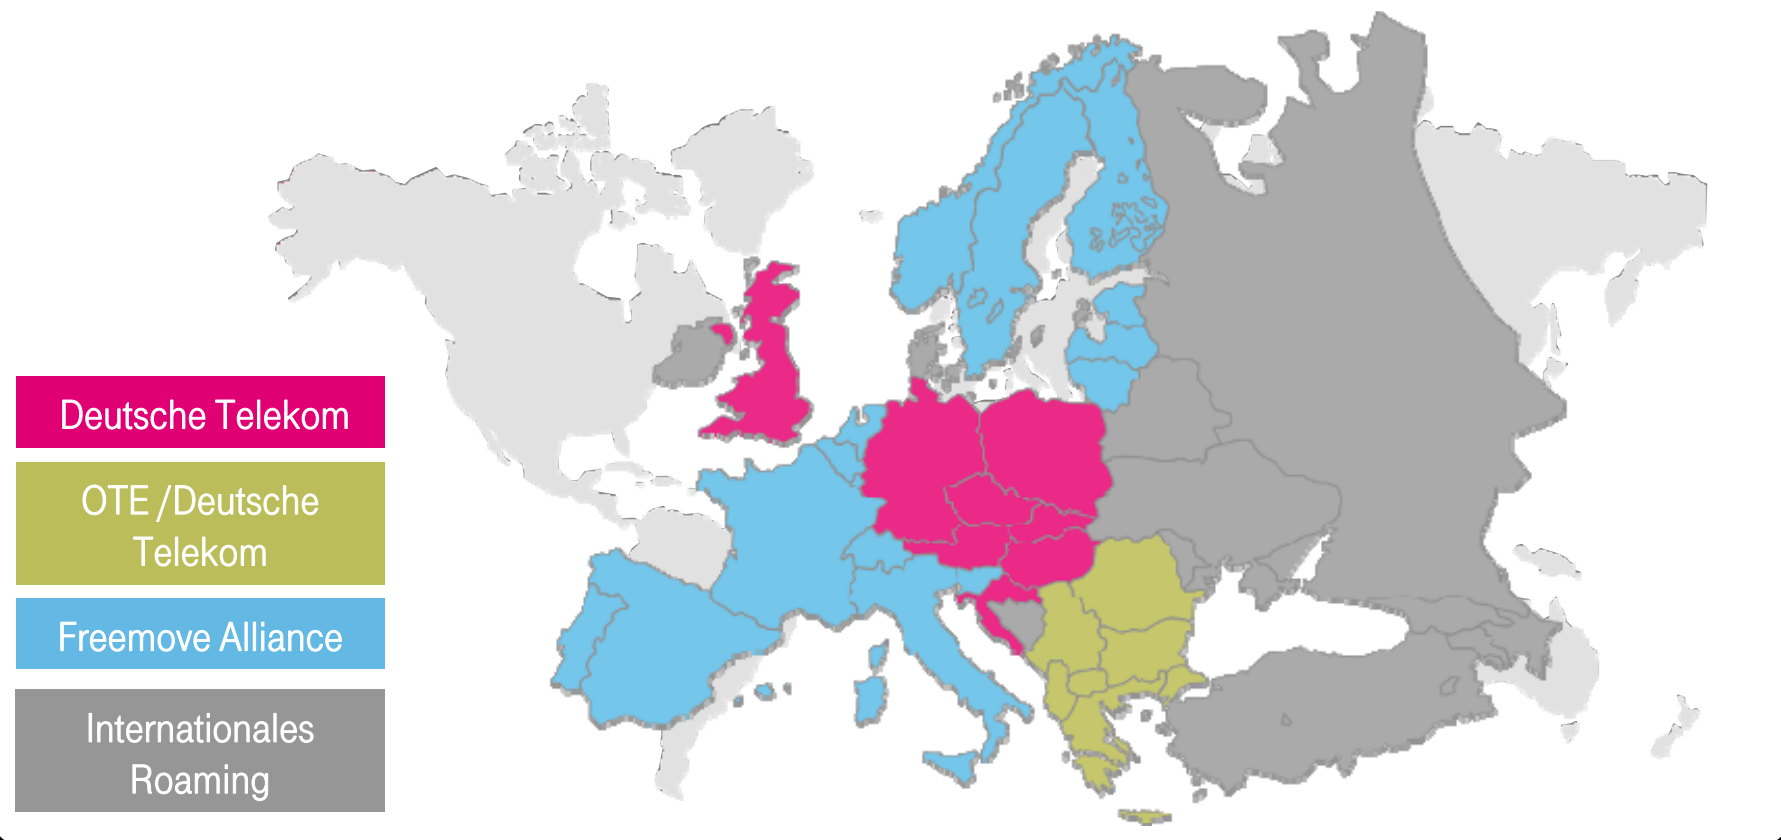 Deutsche Telekom
OTE /Deutsche
Telekom
Freemove Alliance
Internationales
Roaming